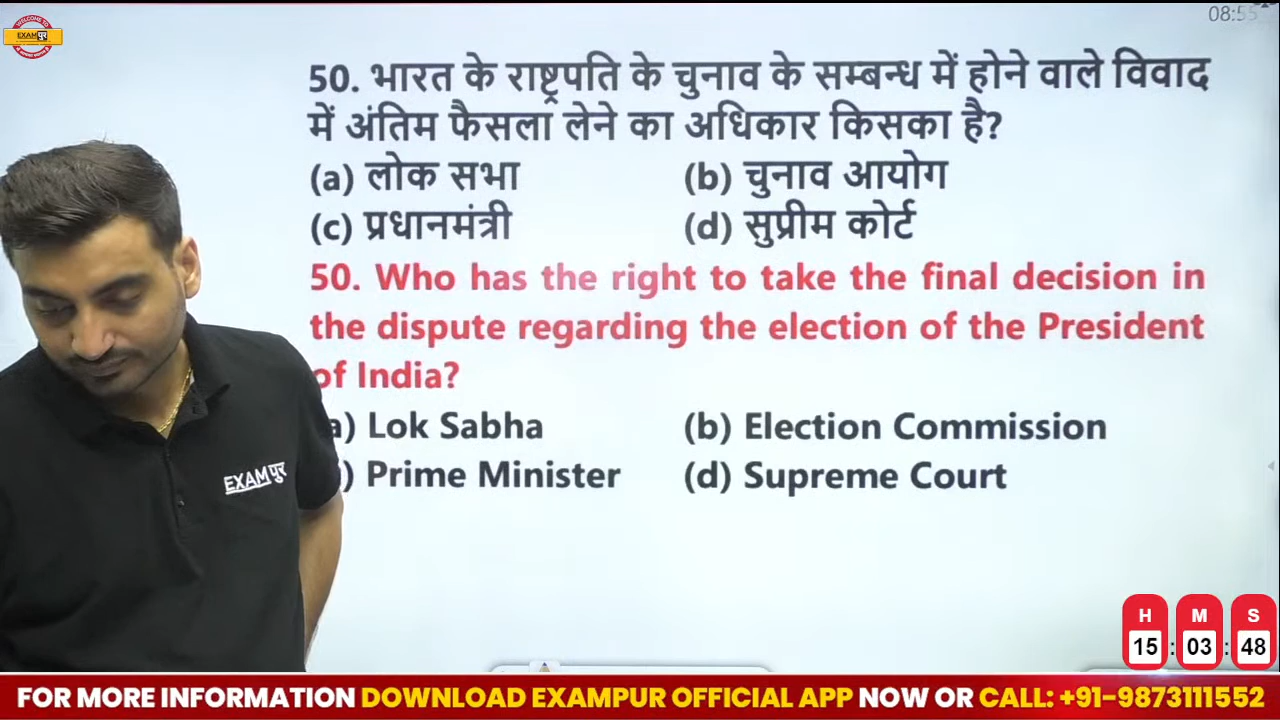 WELCOME TO
EXAMपुर
08:55
50. भारत के राष्ट्रपति के चुनाव के सम्बन्ध में होने वाले विवाद
में अंतिम फैसला लेने का अधिकार किसका है?
(a) लोक सभा (b) चुनाव आयोग
(c) प्रधानमंत्री (d) सुप्रीम कोर्ट
50. Who has the right to take the final decision in
the dispute regarding the election of the President
of India?
a) Lok Sabha (b) Election Commission
) Prime Minister (d) Supreme Court
EXAMपुर
H M S
15 : 03 : 48
FOR MORE INFORMATION DOWNLOAD EXAMPUR OFFICIAL APP NOW OR CALL: +91-9873111552